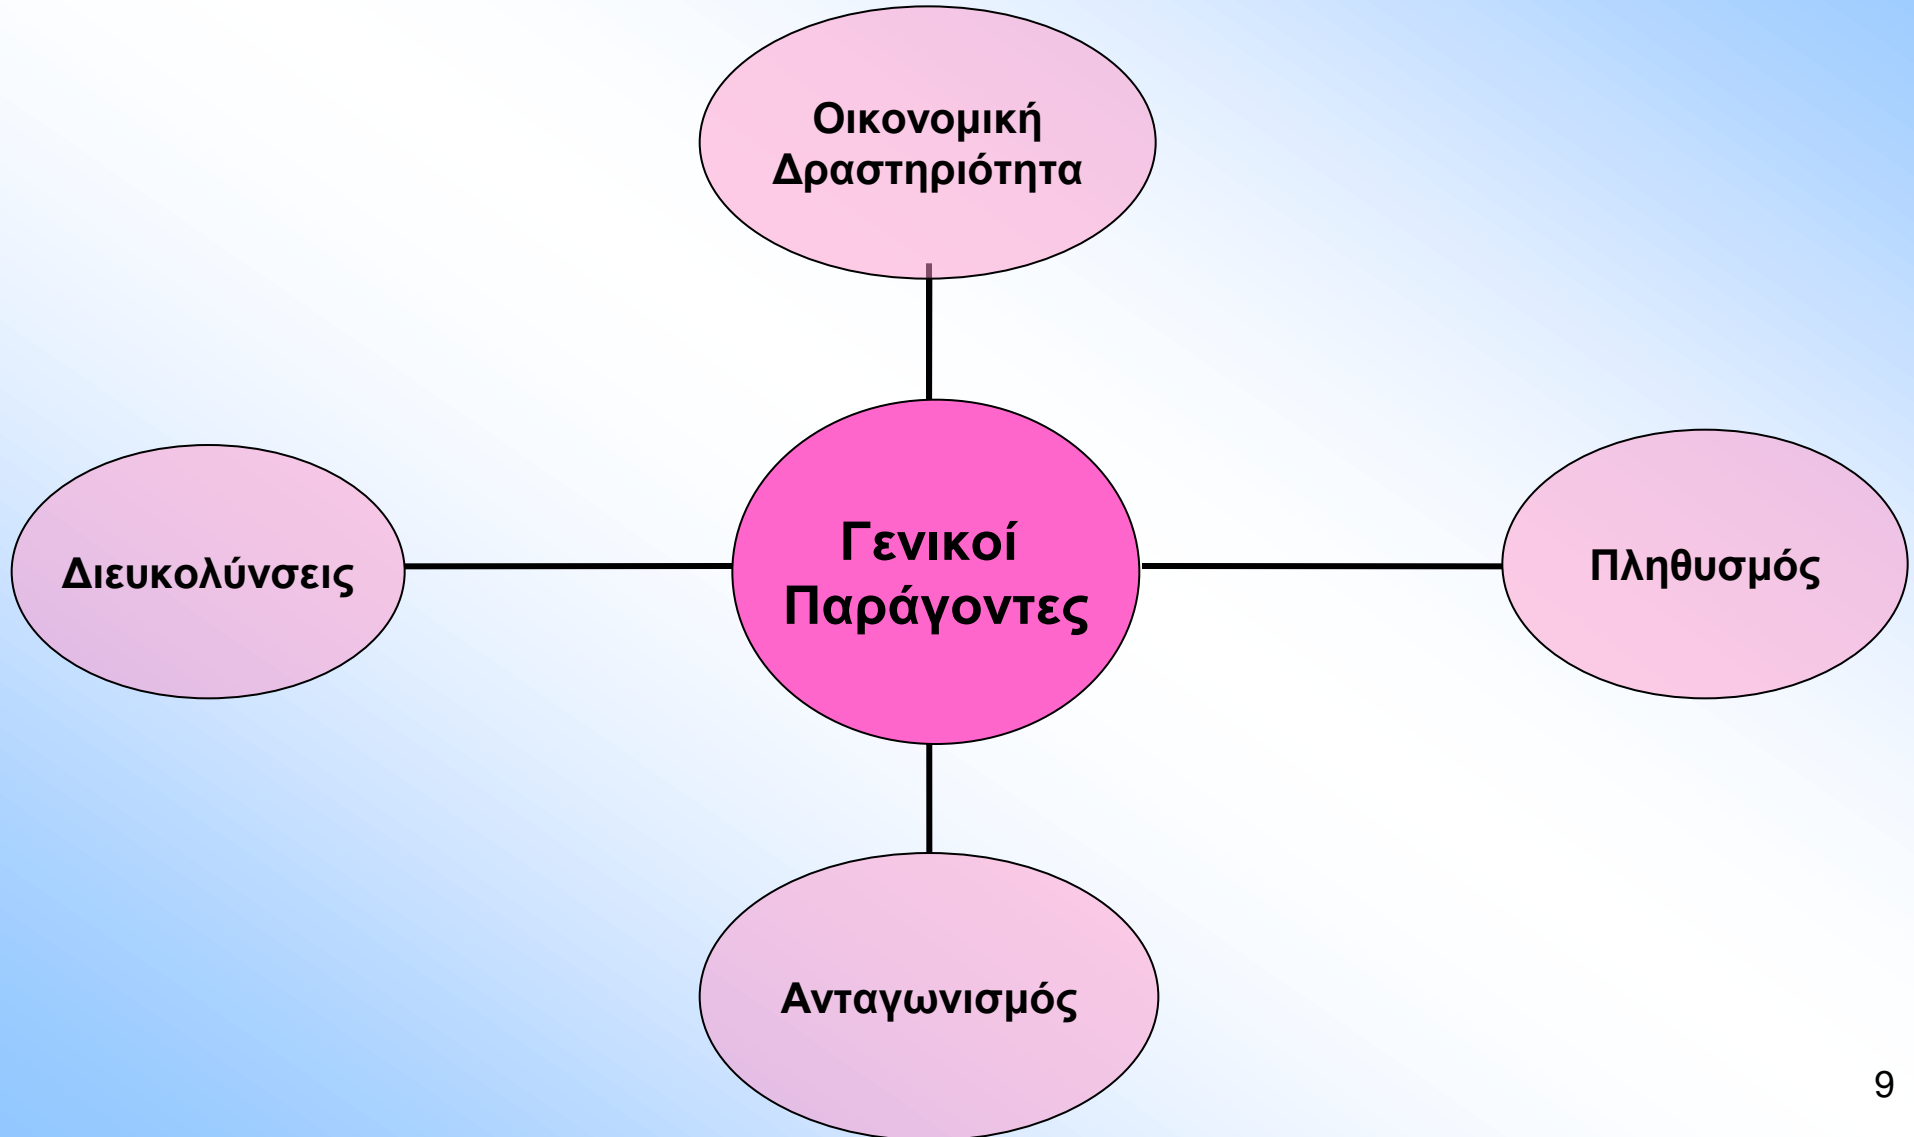 Οικονομική
Δραστηριότητα
Διευκολύνσεις
Γενικοί
Παράγοντες
Πληθυσμός
Ανταγωνισμός
9